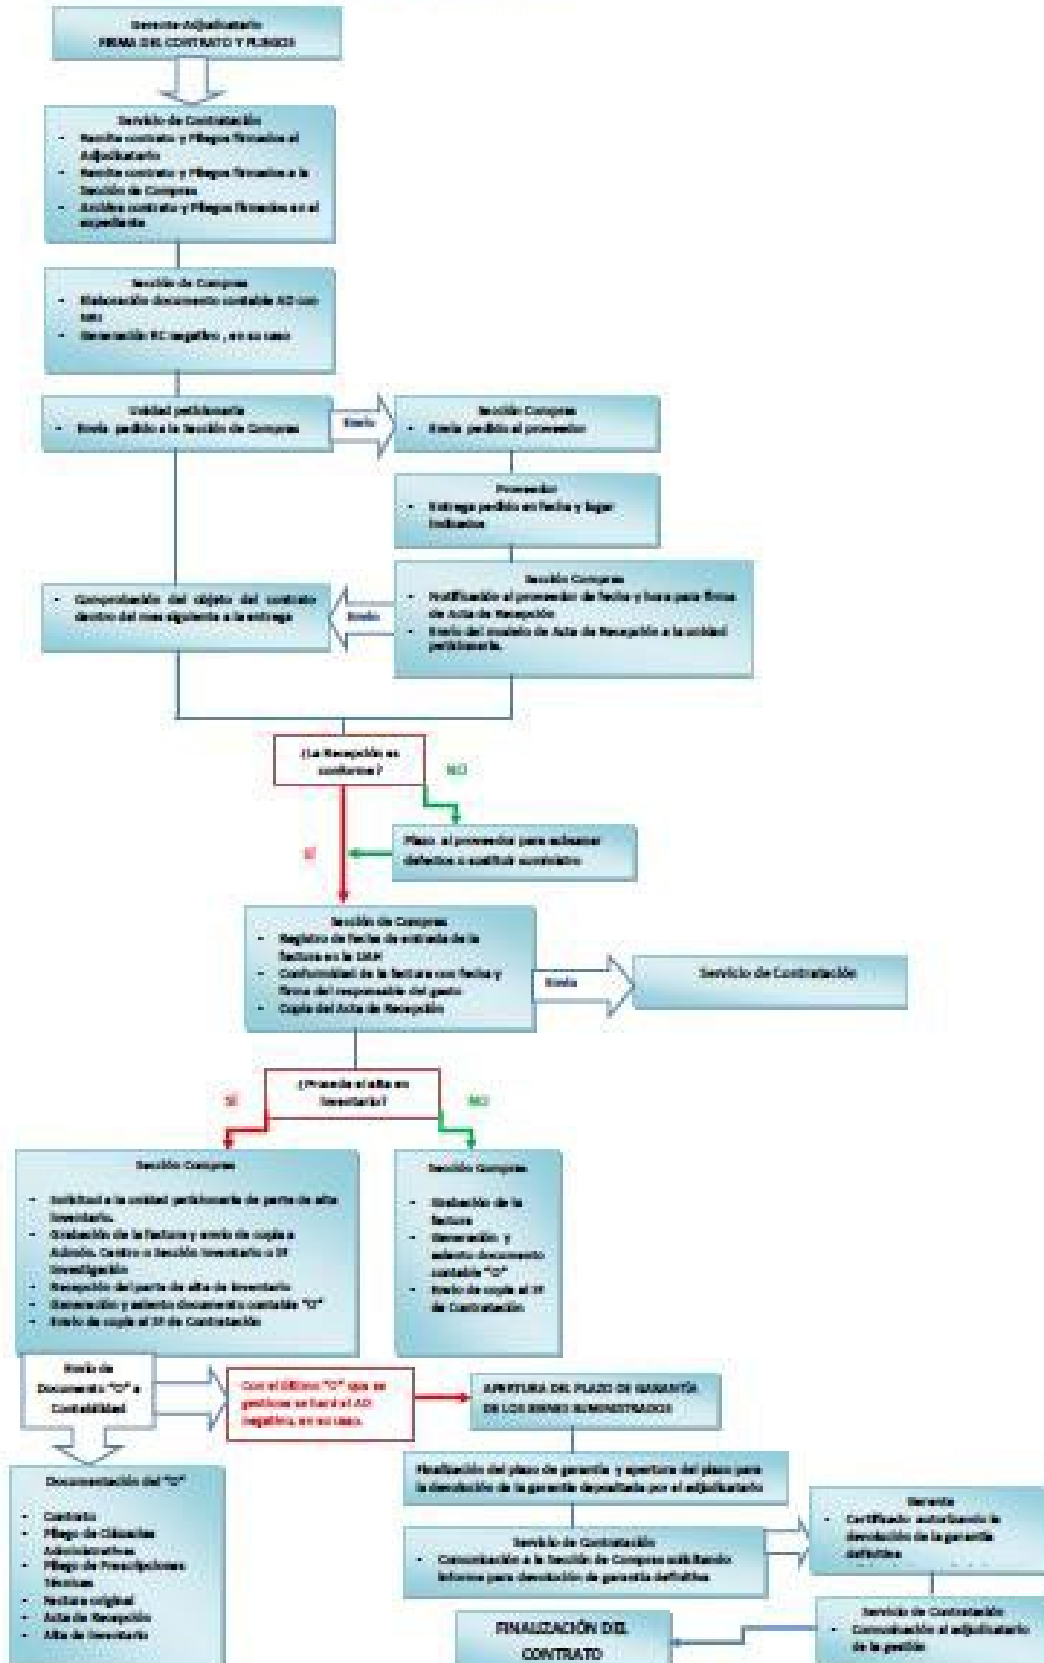 Gerente-Adjudicatario
FIRMA DEL CONTRATO Y PLIEGOS
Servicio de Contratación
- Remite contrato y Pliegos firmados al
Adjudicatario
- Remite contrato y Pliegos firmados a la
Sección de Compras
- Archiva contrato y Pliegos firmados en el
expediente
Sección de Compras
- Elaboración documento contable AD con
- Generación RC negativo, en su caso
Unidad peticionaria
- Envía pedido a la Sección de Compras
Envío
Sección Compras
- Envía pedido al proveedor
Proveedor
- Entrega pedido en fecha y lugar
indicados
Sección Compras
- Notificación al proveedor de fecha y hora para firma
de Acta de Recepción
- Envío del modelo de Acta de Recepción a la unidad
peticionaria.
Envío
- Comprobación del objeto del contrato
dentro del mes siguiente a la entrega
¿La Recepción es
conforme?
NO
SÍ
Plazo al proveedor para subsanar
defectos o sustituir suministro
Sección de Compras
- Registro de fecha de entrada de la
factura en la UAH
- Conformidad de la factura con fecha y
firma del responsable del gasto
- Copia del Acta de Recepción
Envío
Servicio de Contratación
¿Procede el alta en
Inventario?
SÍ
NO
Sección Compras
- Solicitud a la unidad peticionaria de parte de alta
Inventario.
- Grabación de la factura y envío de copia a
Admón. Centro o Sección Inventario o Sº
Investigación
- Recepción del parte de alta de Inventario
- Generación y asiento documento contable "O"
- Envío de copia al Sº de Contratación
Sección Compras
- Grabación de la
factura
- Generación y
asiento documento
contable "O"
- Envío de copia al Sº
de Contratación
Envío de
Documento "O" a
Contabilidad
Con el último "O" que se
gestione se hará el AD
negativo, en su caso.
APERTURA DEL PLAZO DE GARANTÍA
DE LOS BIENES SUMINISTRADOS
Finalización del plazo de garantía y apertura del plazo para
la devolución de la garantía depositada por el adjudicatario
Documentación del "O"
- Contrato
- Pliego de Cláusulas
Administrativas
- Pliego de Prescripciones
Técnicas
- Factura original
- Acta de Recepción
- Alta de Inventario
Servicio de Contratación
- Comunicación a la Sección de Compras solicitando
informe para devolución de garantía definitiva
Gerente
- Certificado autorizando la
devolución de la garantía
definitiva
Servicio de Contratación
- Comunicación al adjudicatario
de la gestión
FINALIZACIÓN DEL
CONTRATO